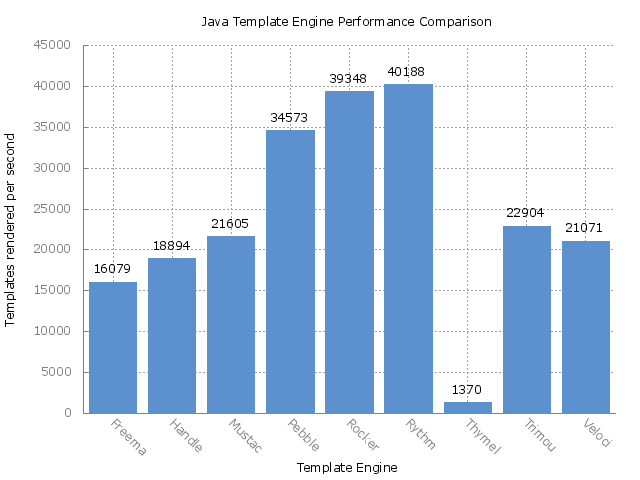 Java Template Engine Performance Comparison
45000
40000
35000
30000
25000
20000
15000
10000
5000
0
Templates rendered per second
16079
18894
21605
34573
39348
40188
1370
22904
21071
Freema
Handle
Mustac
Pebble
Rocker
Rythm
Thymel
Trimou
Veloci
Template Engine